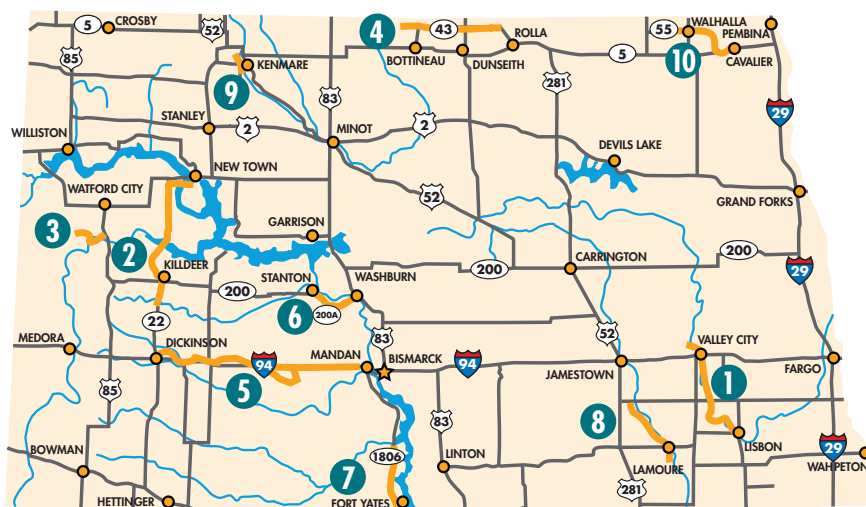 5
CROSBY
52
85
4
43
ROLLA
BOTTINEAU
DUNSEITH
5
55
WALHALLA
PEMBINA
CAVALIER
10
KENMARE
9
83
281
29
STANLEY
2
MINOT
2
WILLISTON
DEVILS LAKE
NEW TOWN
WATFORD CITY
52
GRAND FORKS
3
2
GARRISON
KILLDEER
STANTON
WASHBURN
200
CARRINGTON
200
29
200
6
200A
22
83
52
MEDORA
DICKINSON
94
MANDAN
BISMARCK
94
JAMESTOWN
VALLEY CITY
FARGO
5
1
85
83
8
LISBON
BOWMAN
1806
LINTON
LAMOURE
29
WAHPETON
7
281
HETTINGER
FORT YATES